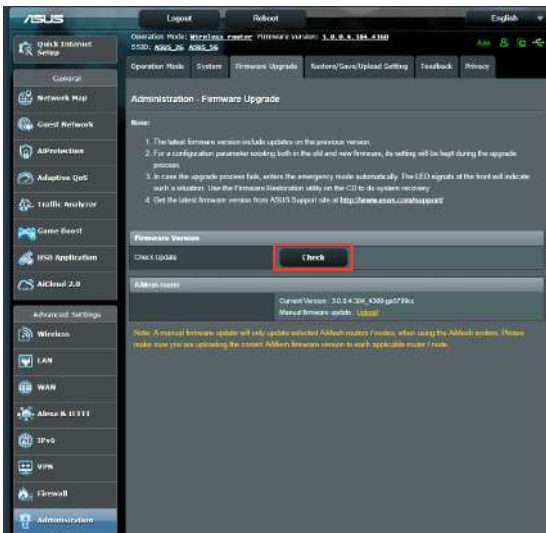 ASUS
Logout
Reboot
English
Quick Internet
Setup
Operation Mode: Wireless router Firmware Version: 3.0.0.4.384_4360
SSID: ASUS_2G ASUS_5G
App
Operation Mode
System
Firmware Upgrade
Restore/Save/Upload Setting
Feedback
Privacy
General
Network Map
Guest Network
AiProtection
Adaptive QoS
Traffic Analyzer
Game Boost
USB Application
AiCloud 2.0
Advanced Settings
Wireless
LAN
WAN
Alexa & IFTTT
IPv6
VPN
Firewall
Administration
Administration - Firmware Upgrade
Note:
1. The latest firmware version include updates on the previous version.
2. For a configuration parameter existing both in the old and new firmware, its setting will be kept during the upgrade
process.
3. In case the upgrade process fails, enters the emergency mode automatically. The LED signals at the front will indicate
such a situation. Use the Firmware Restoration utility on the CD to do system recovery.
4. Get the latest firmware version from ASUS Support site at http://www.asus.com/support/
Firmware Version
Check Update
Check
AiMesh router
Current Version : 3.0.0.4.384_4369
Manual firmware update : Upload
Note: A manual firmware update will only update selected AiMesh routers / nodes, when using the AiMesh system. Please
make sure you are uploading the correct AiMesh firmware version to each applicable router / node.